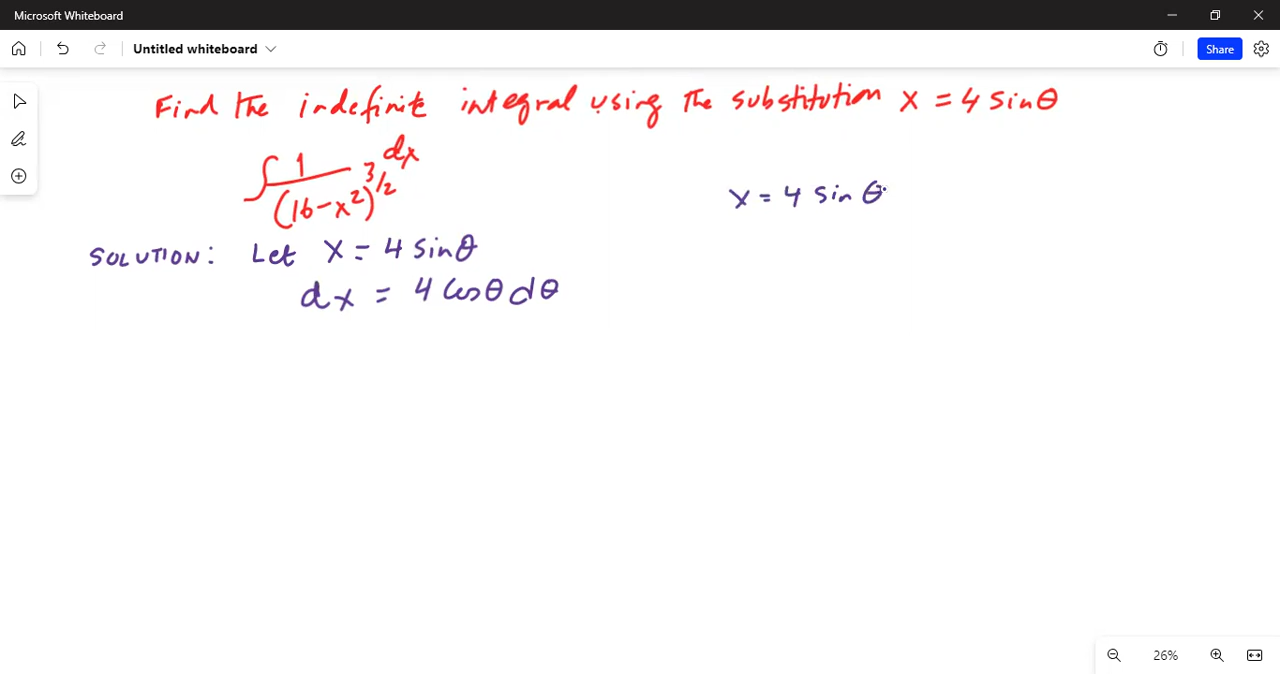 Microsoft Whiteboard
Untitled whiteboard
Share
Find the indefinite integral using the substitution x = 4 sinθ
∫ 1/(16-x²)^3/2 dx
x = 4 sin θ
SOLUTION: Let x = 4 sinθ
dx = 4 cosθ dθ
26%